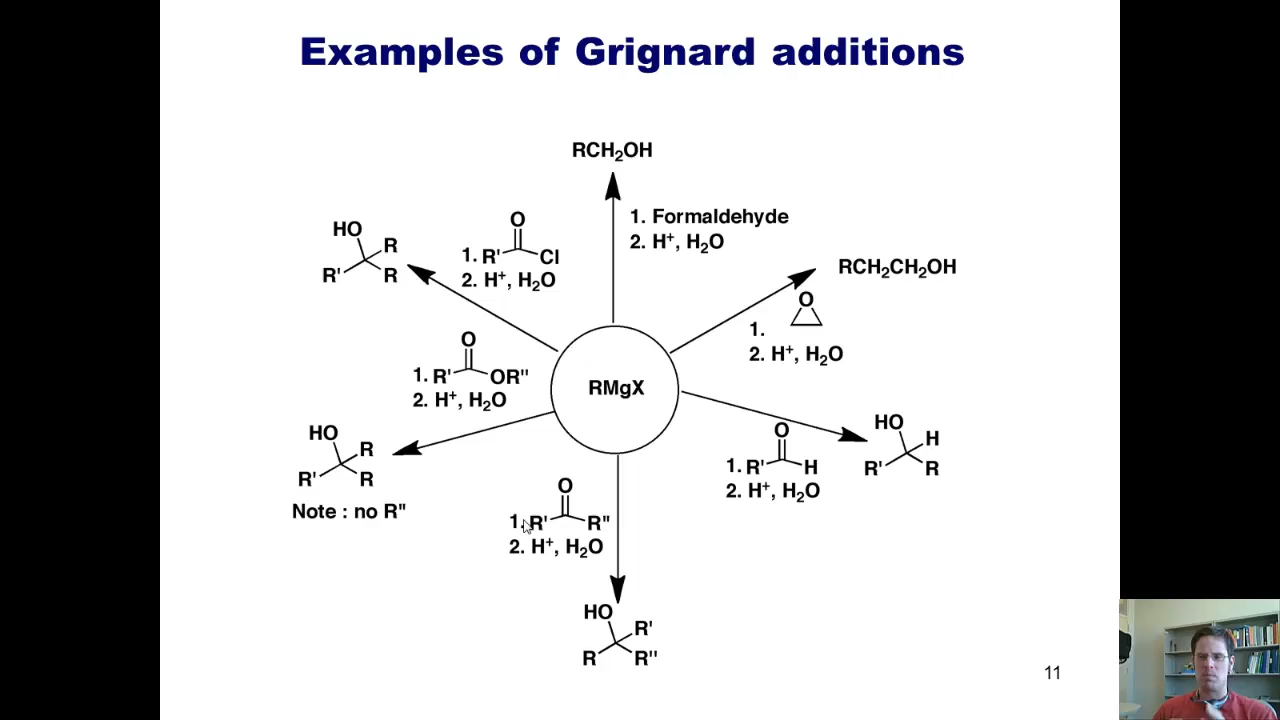 Examples of Grignard additions
RCH₂OH
1. Formaldehyde
2. H⁺, H₂O
HO
R
R'
R
O
1. R'
Cl
2. H⁺, H₂O
RCH₂CH₂OH
O
1.
2. H⁺, H₂O
O
1. R'
OR"
2. H⁺, H₂O
RMgX
HO
R
R'
R
Note : no R"
O
1. R'
H
2. H⁺, H₂O
HO
H
R'
R
O
1. R'
R"
2. H⁺, H₂O
HO
R'
R
R"
11